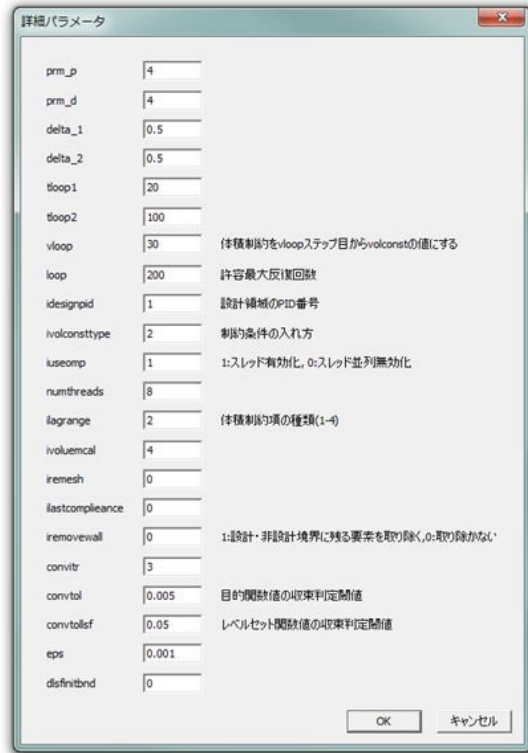 詳細パラメータ
prm_p 4
prm_d 4
delta_1 0.5
delta_2 0.5
tloop1 20
tloop2 100
vloop 30 体積制約をvloopステップ目からvolconstの値にする
loop 200 許容最大反復回数
idesignpid 1 設計領域のPID番号
ivolconsttype 2 制約条件の入れ方
iuseomp 1 1:スレッド有効化, 0:スレッド並列無効化
numthreads 8
ilagrange 2 体積制約項の種類(1-4)
ivoluemcal 4
iremesh 0
ilastcomplieance 0
iremovewall 0 1:設計・非設計境界に残る要素を取り除く,0:取り除かない
convitr 3
convtol 0.005 目的関数値の収束判定閾値
convtollsf 0.05 レベルセット関数値の収束判定閾値
eps 0.001
dlsfinitbnd 0
OK キャンセル